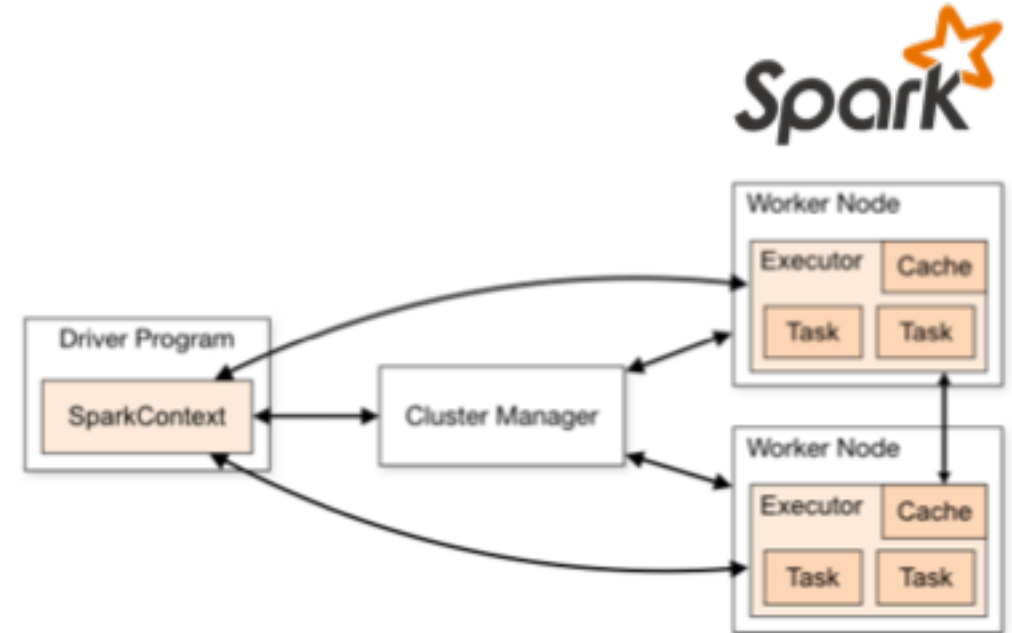 Spark
Driver Program
SparkContext
Cluster Manager
Worker Node
Executor
Cache
Task
Task
Worker Node
Executor
Cache
Task
Task